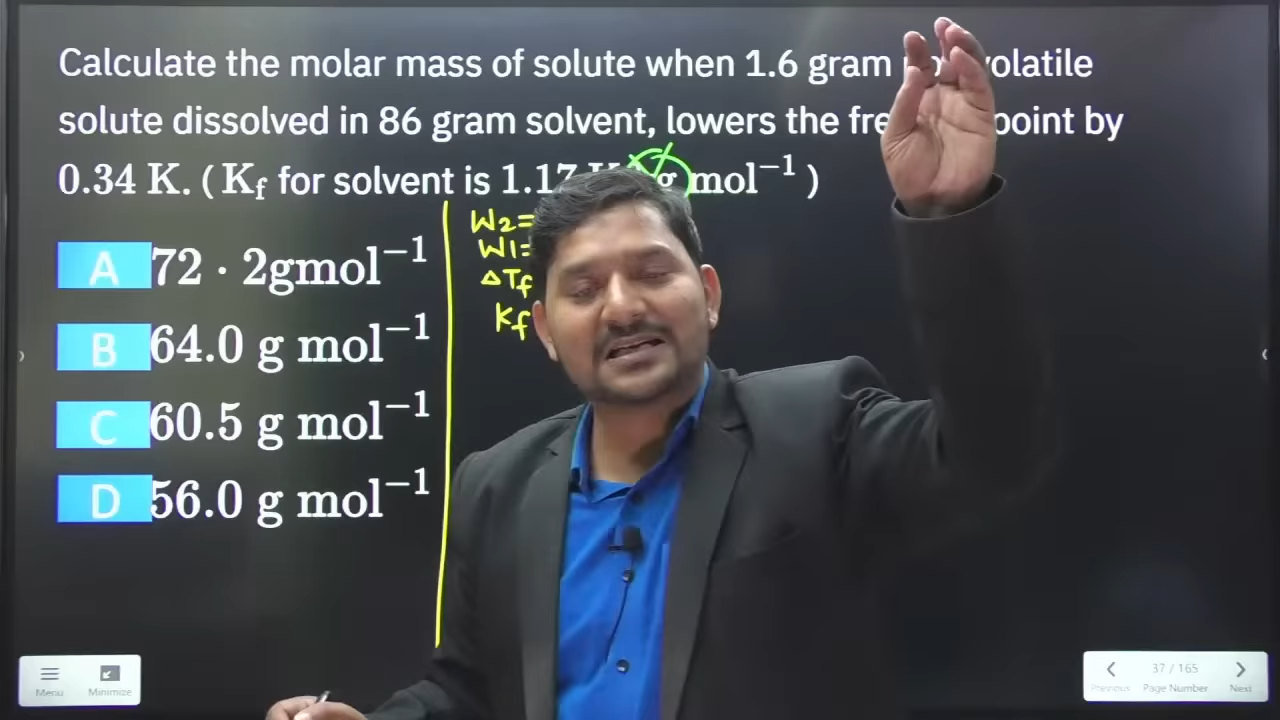 Calculate the molar mass of solute when 1.6 gram volatile
solute dissolved in 86 gram solvent, lowers the point by
0.34 K. ( K_f for solvent is 1.17 mol⁻¹ )
W2=
W1=
ΔTf
Kf
A 72 · 2gmol⁻¹
B 64.0 g mol⁻¹
C 60.5 g mol⁻¹
D 56.0 g mol⁻¹
Menu
Minimize
37 / 165
Previous Page Number Next